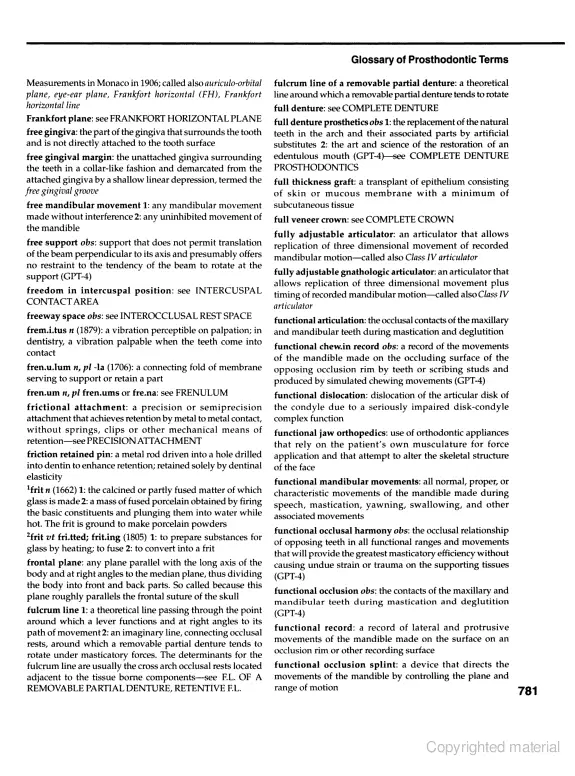 Glossary of Prosthodontic Terms
Measurements in Monaco in 1906; called also auriculo-orbital
plane, eye-ear plane, Frankfort horizontal (FH), Frankfort
horizontal line
Frankfort plane: see FRANKFORT HORIZONTAL PLANE
free gingiva: the part of the gingiva that surrounds the tooth
and is not directly attached to the tooth surface
free gingival margin: the unattached gingiva surrounding
the teeth in a collar-like fashion and demarcated from the
attached gingiva by a shallow linear depression, termed the
free gingival groove
free mandibular movement 1: any mandibular movement
made without interference 2: any uninhibited movement of
the mandible
free support obs: support that does not permit translation
of the beam perpendicular to its axis and presumably offers
no restraint to the tendency of the beam to rotate at the
support (GPT-4)
freedom in intercuspal position: see INTERCUSPAL
CONTACT AREA
freeway space obs: see INTEROCCLUSAL REST SPACE
frem.i.tus n (1879): a vibration perceptible on palpation; in
dentistry, a vibration palpable when the teeth come into
contact
fren.u.lum n, pl -la (1706): a connecting fold of membrane
serving to support or retain a part
fren.um n, pl fren.ums or fre.na: see FRENULUM
frictional attachment: a precision or semiprecision
attachment that achieves retention by metal to metal contact,
without springs, clips or other mechanical means of
retention—see PRECISION ATTACHMENT
friction retained pin: a metal rod driven into a hole drilled
into dentin to enhance retention; retained solely by dentinal
elasticity
¹frit n (1662) 1: the calcined or partly fused matter of which
glass is made 2: a mass of fused porcelain obtained by firing
the basic constituents and plunging them into water while
hot. The frit is ground to make porcelain powders
²frit vt fri.tted; frit.ing (1805) 1: to prepare substances for
glass by heating; to fuse 2: to convert into a frit
frontal plane: any plane parallel with the long axis of the
body and at right angles to the median plane, thus dividing
the body into front and back parts. So called because this
plane roughly parallels the frontal suture of the skull
fulcrum line 1: a theoretical line passing through the point
around which a lever functions and at right angles to its
path of movement 2: an imaginary line, connecting occlusal
rests, around which a removable partial denture tends to
rotate under masticatory forces. The determinants for the
fulcrum line are usually the cross arch occlusal rests located
adjacent to the tissue borne components—see F.L. OF A
REMOVABLE PARTIAL DENTURE, RETENTIVE F.L.
fulcrum line of a removable partial denture: a theoretical
line around which a removable partial denture tends to rotate
full denture: see COMPLETE DENTURE
full denture prosthetics obs 1: the replacement of the natural
teeth in the arch and their associated parts by artificial
substitutes 2: the art and science of the restoration of an
edentulous mouth (GPT-4)—see COMPLETE DENTURE
PROSTHODONTICS
full thickness graft: a transplant of epithelium consisting
of skin or mucous membrane with a minimum of
subcutaneous tissue
full veneer crown: see COMPLETE CROWN
fully adjustable articulator: an articulator that allows
replication of three dimensional movement of recorded
mandibular motion—called also Class IV articulator
fully adjustable gnathologic articulator: an articulator that
allows replication of three dimensional movement plus
timing of recorded mandibular motion—called also Class IV
articulator
functional articulation: the occlusal contacts of the maxillary
and mandibular teeth during mastication and deglutition
functional chew.in record obs: a record of the movements
of the mandible made on the occluding surface of the
opposing occlusion rim by teeth or scribing studs and
produced by simulated chewing movements (GPT-4)
functional dislocation: dislocation of the articular disk of
the condyle due to a seriously impaired disk-condyle
complex function
functional jaw orthopedics: use of orthodontic appliances
that rely on the patient's own musculature for force
application and that attempt to alter the skeletal structure
of the face
functional mandibular movements: all normal, proper, or
characteristic movements of the mandible made during
speech, mastication, yawning, swallowing, and other
associated movements
functional occlusal harmony obs: the occlusal relationship
of opposing teeth in all functional ranges and movements
that will provide the greatest masticatory efficiency without
causing undue strain or trauma on the supporting tissues
(GPT-4)
functional occlusion obs: the contacts of the maxillary and
mandibular teeth during mastication and deglutition
(GPT-4)
functional record: a record of lateral and protrusive
movements of the mandible made on the surface on an
occlusion rim or other recording surface
functional occlusion splint: a device that directs the
movements of the mandible by controlling the plane and
range of motion
781
Copyrighted material